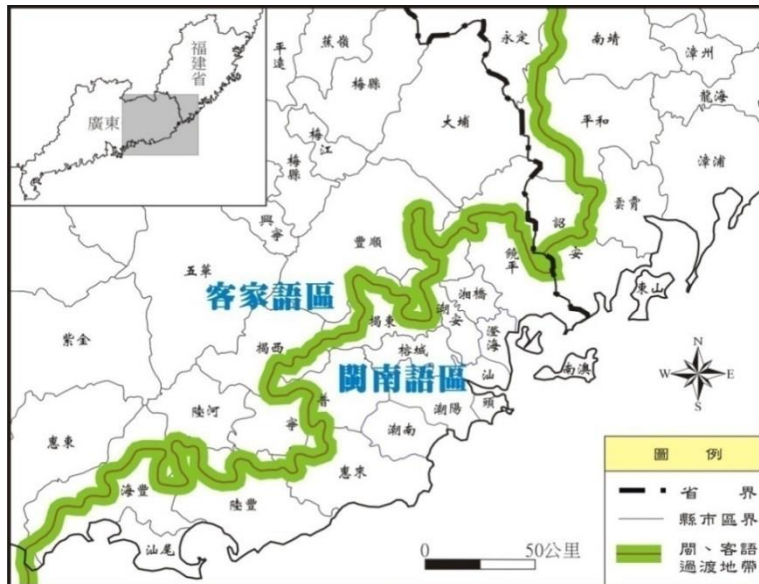 福建省
廣東
平遠
蕉嶺
梅縣
永定
南靖
漳州
龍海
大埔
平和
漳浦
梅江
梅縣
興寧
豐順
詔安
雲霄
饒平
五華
客家語區
湘橋
潮安
東山
紫金
揭東
澄海
揭西
榕城
南澳
閩南語區
汕頭
潮陽
陸河
普寧
潮南
惠東
惠來
海豐
陸豐
汕尾
N
W E
S
0 50公里
圖例
省界
縣市區界
閩、客語
過渡地帶